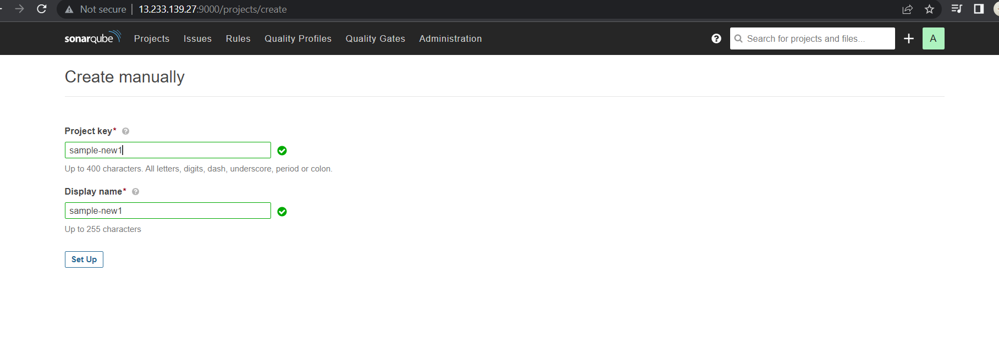 Not secure | 13.233.139.27:9000/projects/create
sonarqube Projects Issues Rules Quality Profiles Quality Gates Administration ? Search for projects and files... + A
Create manually
Project key* ?
sample-new1
Up to 400 characters. All letters, digits, dash, underscore, period or colon.
Display name* ?
sample-new1
Up to 255 characters
Set Up